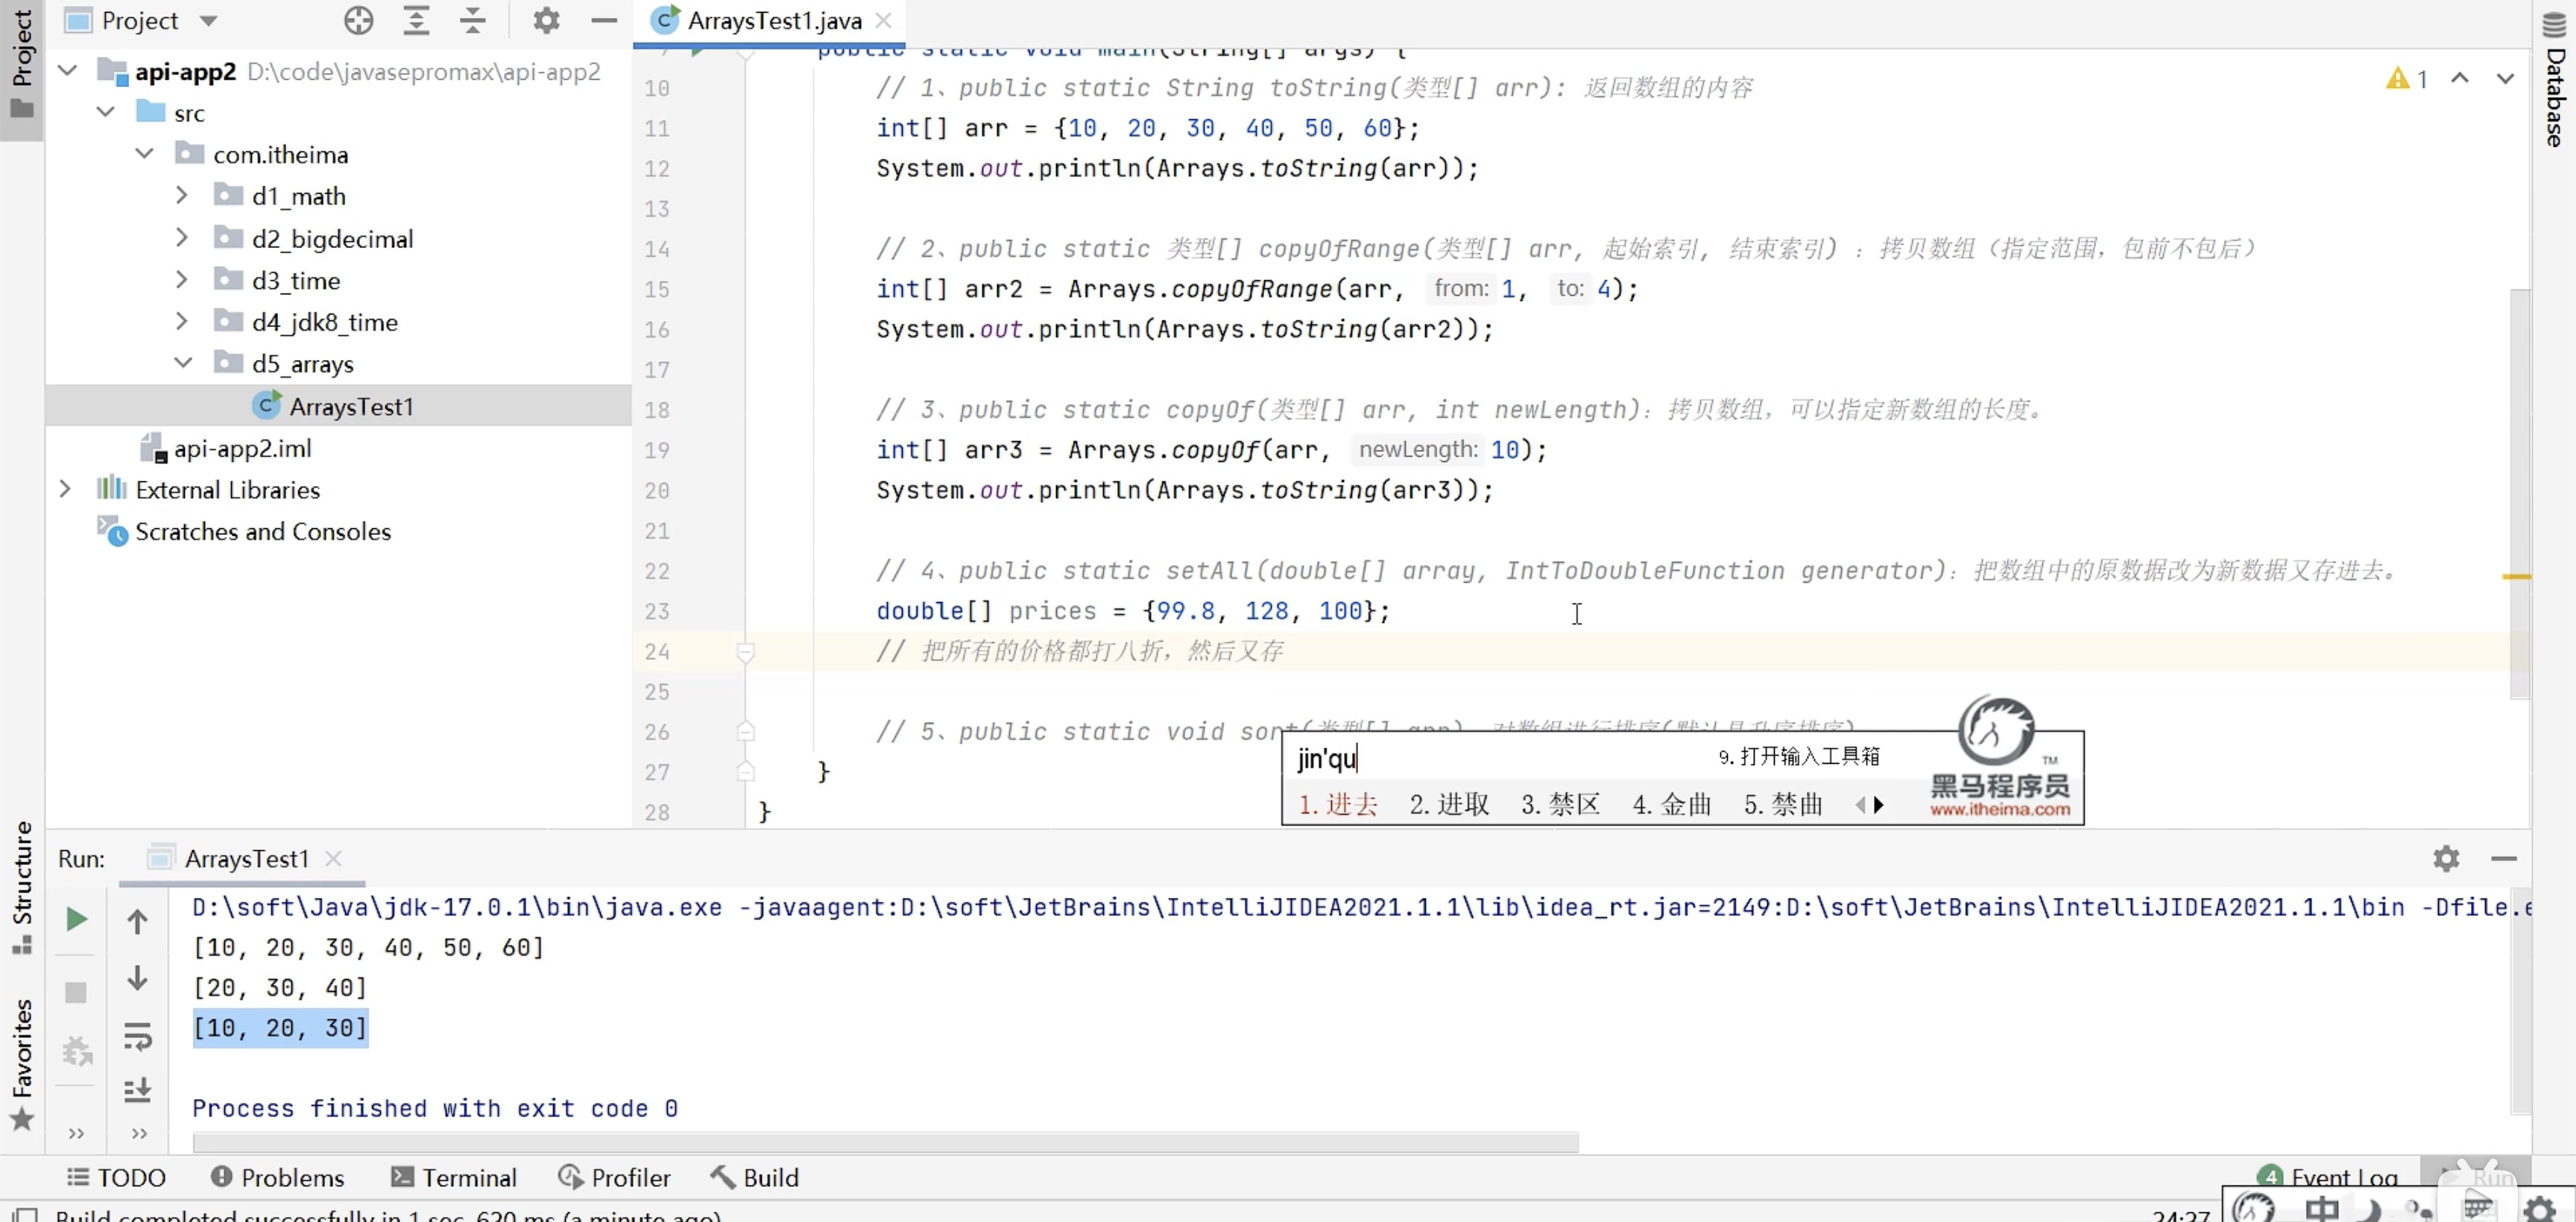 Project
ArraysTest1.java
api-app2 D:\code\javasepromax\api-app2
src
com.itheima
d1_math
d2_bigdecimal
d3_time
d4_jdk8_time
d5_arrays
ArraysTest1
api-app2.iml
External Libraries
Scratches and Consoles
Project
Structure
Favorites
Database
1
public static void main(String[] args) {
10 // 1、public static String toString(类型[] arr): 返回数组的内容
11 int[] arr = {10, 20, 30, 40, 50, 60};
12 System.out.println(Arrays.toString(arr));
13
14 // 2、public static 类型[] copyOfRange(类型[] arr, 起始索引, 结束索引) : 拷贝数组（指定范围，包前不包后）
15 int[] arr2 = Arrays.copyOfRange(arr, from: 1, to: 4);
16 System.out.println(Arrays.toString(arr2));
17
18 // 3、public static copyOf(类型[] arr, int newLength): 拷贝数组，可以指定新数组的长度。
19 int[] arr3 = Arrays.copyOf(arr, newLength: 10);
20 System.out.println(Arrays.toString(arr3));
21
22 // 4、public static setAll(double[] array, IntToDoubleFunction generator): 把数组中的原数据改为新数据又存进去。
23 double[] prices = {99.8, 128, 100};
24 // 把所有的价格都打八折，然后又存
25
26 // 5、public static void sort(类型[] arr)
27 }
28 }
jin'qu 9. 打开输入工具箱
1. 进去 2. 进取 3. 禁区 4. 金曲 5. 禁曲
TM
黑马程序员
www.itheima.com
Run: ArraysTest1
D:\soft\Java\jdk-17.0.1\bin\java.exe -javaagent:D:\soft\JetBrains\IntelliJIDEA2021.1.1\lib\idea_rt.jar=2149:D:\soft\JetBrains\IntelliJIDEA2021.1.1\bin -Dfile.e
[10, 20, 30, 40, 50, 60]
[20, 30, 40]
[10, 20, 30]
Process finished with exit code 0
TODO Problems Terminal Profiler Build 4 Event Log Run
Build completed successfully in 1 sec, 620 ms (a minute ago) 24:27 中